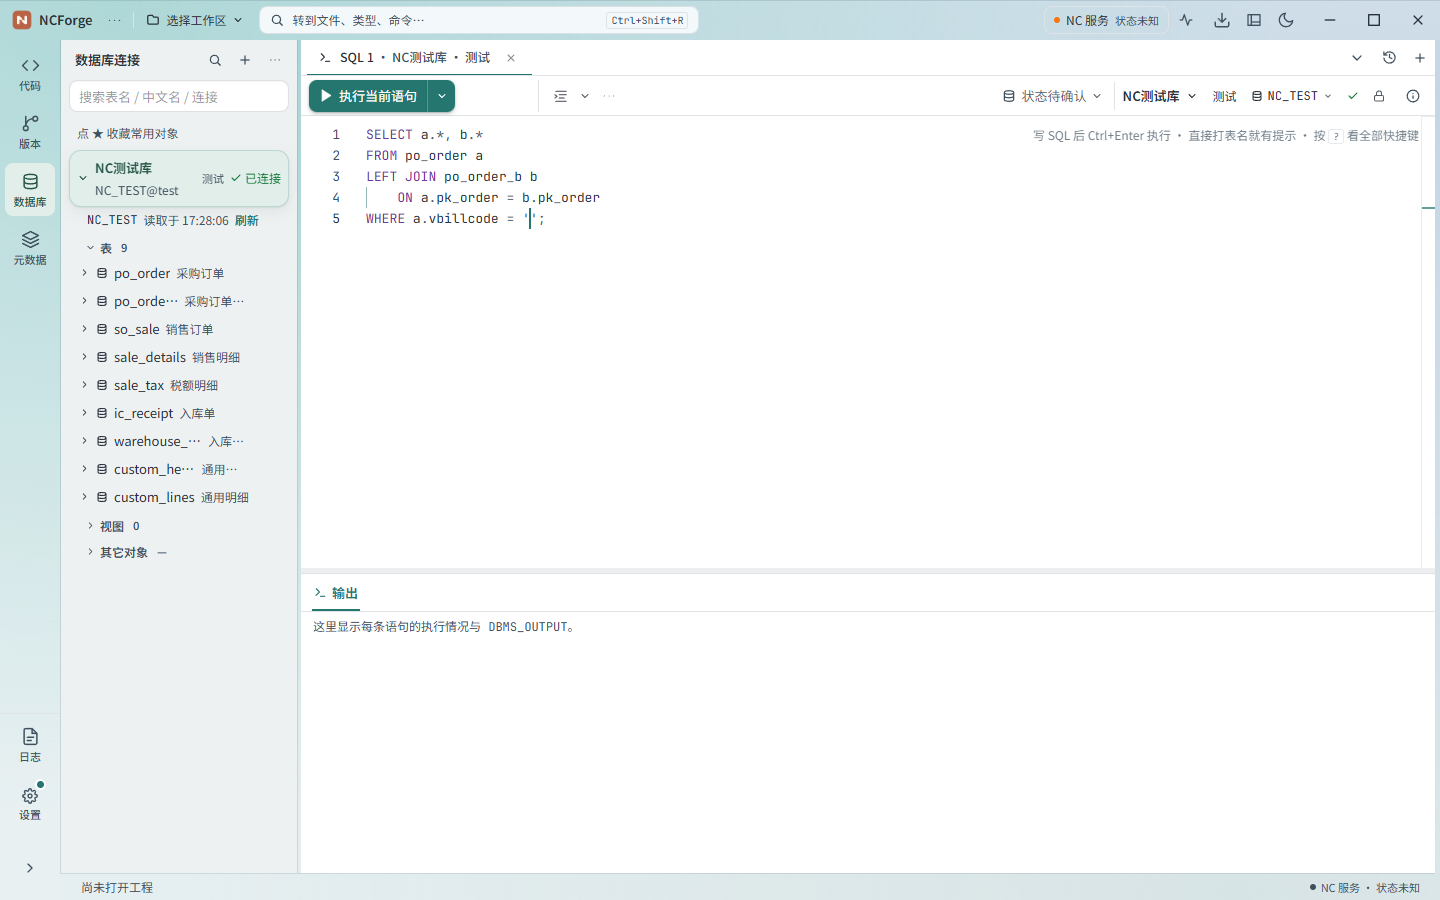 NCForge ··· 选择工作区 转到文件、类型、命令··· Ctrl+Shift+R NC 服务 状态未知
代码
版本
数据库
元数据
日志
设置
数据库连接 ···
搜索表名 / 中文名 / 连接
点 ★ 收藏常用对象
NC测试库
NC_TEST@test
测试 已连接
NC_TEST 读取于 17:28:06 刷新
表 9
po_order 采购订单
po_orde··· 采购订单···
so_sale 销售订单
sale_details 销售明细
sale_tax 税额明细
ic_receipt 入库单
warehouse_··· 入库···
custom_he··· 通用···
custom_lines 通用明细
视图 0
其它对象 —
SQL 1 · NC测试库 · 测试
执行当前语句 ··· 状态待确认 NC测试库 测试 NC_TEST
写 SQL 后 Ctrl+Enter 执行 · 直接打表名就有提示 · 按 ? 看全部快捷键
1 SELECT a.*, b.*
2 FROM po_order a
3 LEFT JOIN po_order_b b
4 ON a.pk_order = b.pk_order
5 WHERE a.vbillcode = '';
输出
这里显示每条语句的执行情况与 DBMS_OUTPUT。
尚未打开工程 NC 服务 · 状态未知